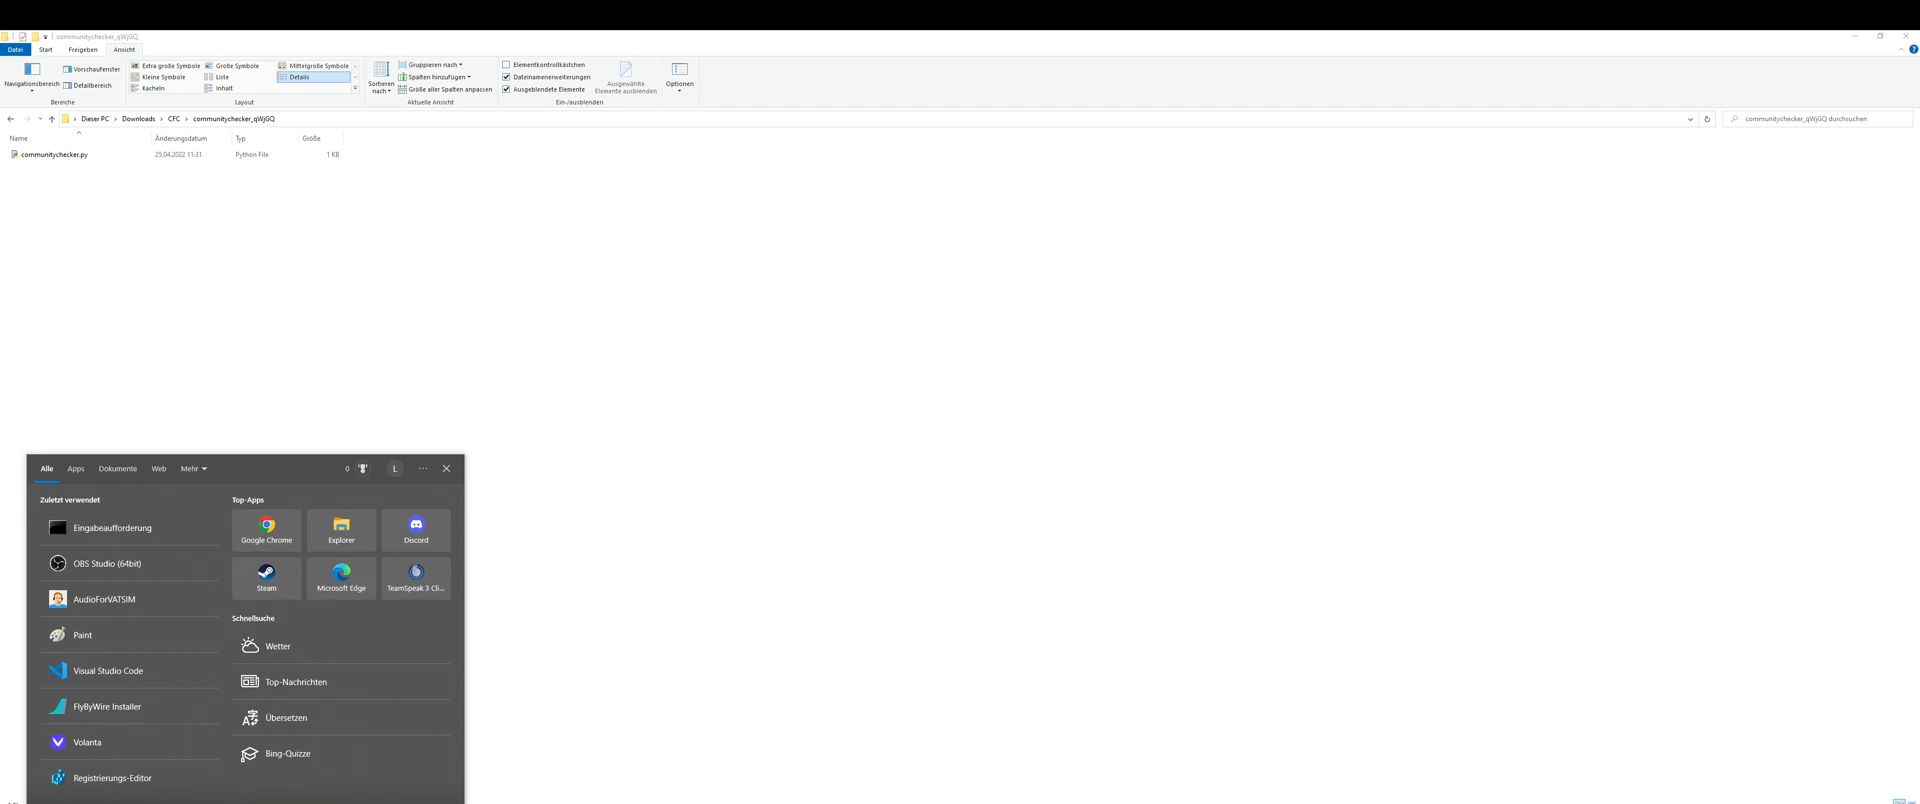 communitychecker_qWjGQ
Datei Start Freigeben Ansicht
Navigationsbereich
Vorschaufenster
Detailbereich
Bereiche
Extra große Symbole Große Symbole Mittelgroße Symbole
Kleine Symbole Liste Details
Kacheln Inhalt
Layout
Sortieren nach
Gruppieren nach
Spalten hinzufügen
Größe aller Spalten anpassen
Aktuelle Ansicht
Elementkontrollkästchen
Dateinamenerweiterungen
Ausgeblendete Elemente
Ausgewählte
Elemente ausblenden
Ein-/ausblenden
Optionen
Dieser PC › Downloads › CFC › communitychecker_qWjGQ
communitychecker_qWjGQ durchsuchen
Name Änderungsdatum Typ Größe
communitychecker.py 25.04.2022 11:31 Python File 1 KB
Alle Apps Dokumente Web Mehr 0 L ...
Zuletzt verwendet
Eingabeaufforderung
OBS Studio (64bit)
AudioForVATSIM
Paint
Visual Studio Code
FlyByWire Installer
Volanta
Registrierungs-Editor
Top-Apps
Google Chrome Explorer Discord
Steam Microsoft Edge TeamSpeak 3 Cli...
Schnellsuche
Wetter
Top-Nachrichten
Übersetzen
Bing-Quizze